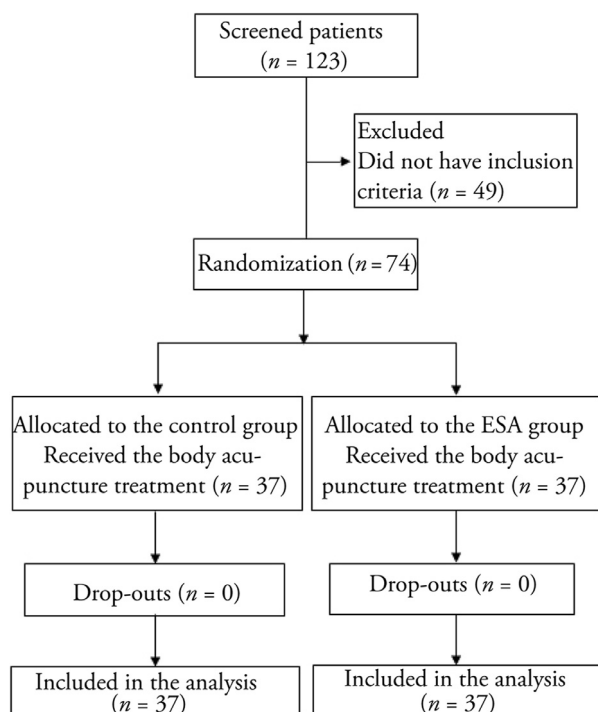 Screened patients
(n = 123)
Excluded
Did not have inclusion
criteria (n = 49)
Randomization (n = 74)
Allocated to the control group
Received the body acu-
puncture treatment (n = 37)
Allocated to the ESA group
Received the body acu-
puncture treatment (n = 37)
Drop-outs (n = 0)
Drop-outs (n = 0)
Included in the analysis
(n = 37)
Included in the analysis
(n = 37)